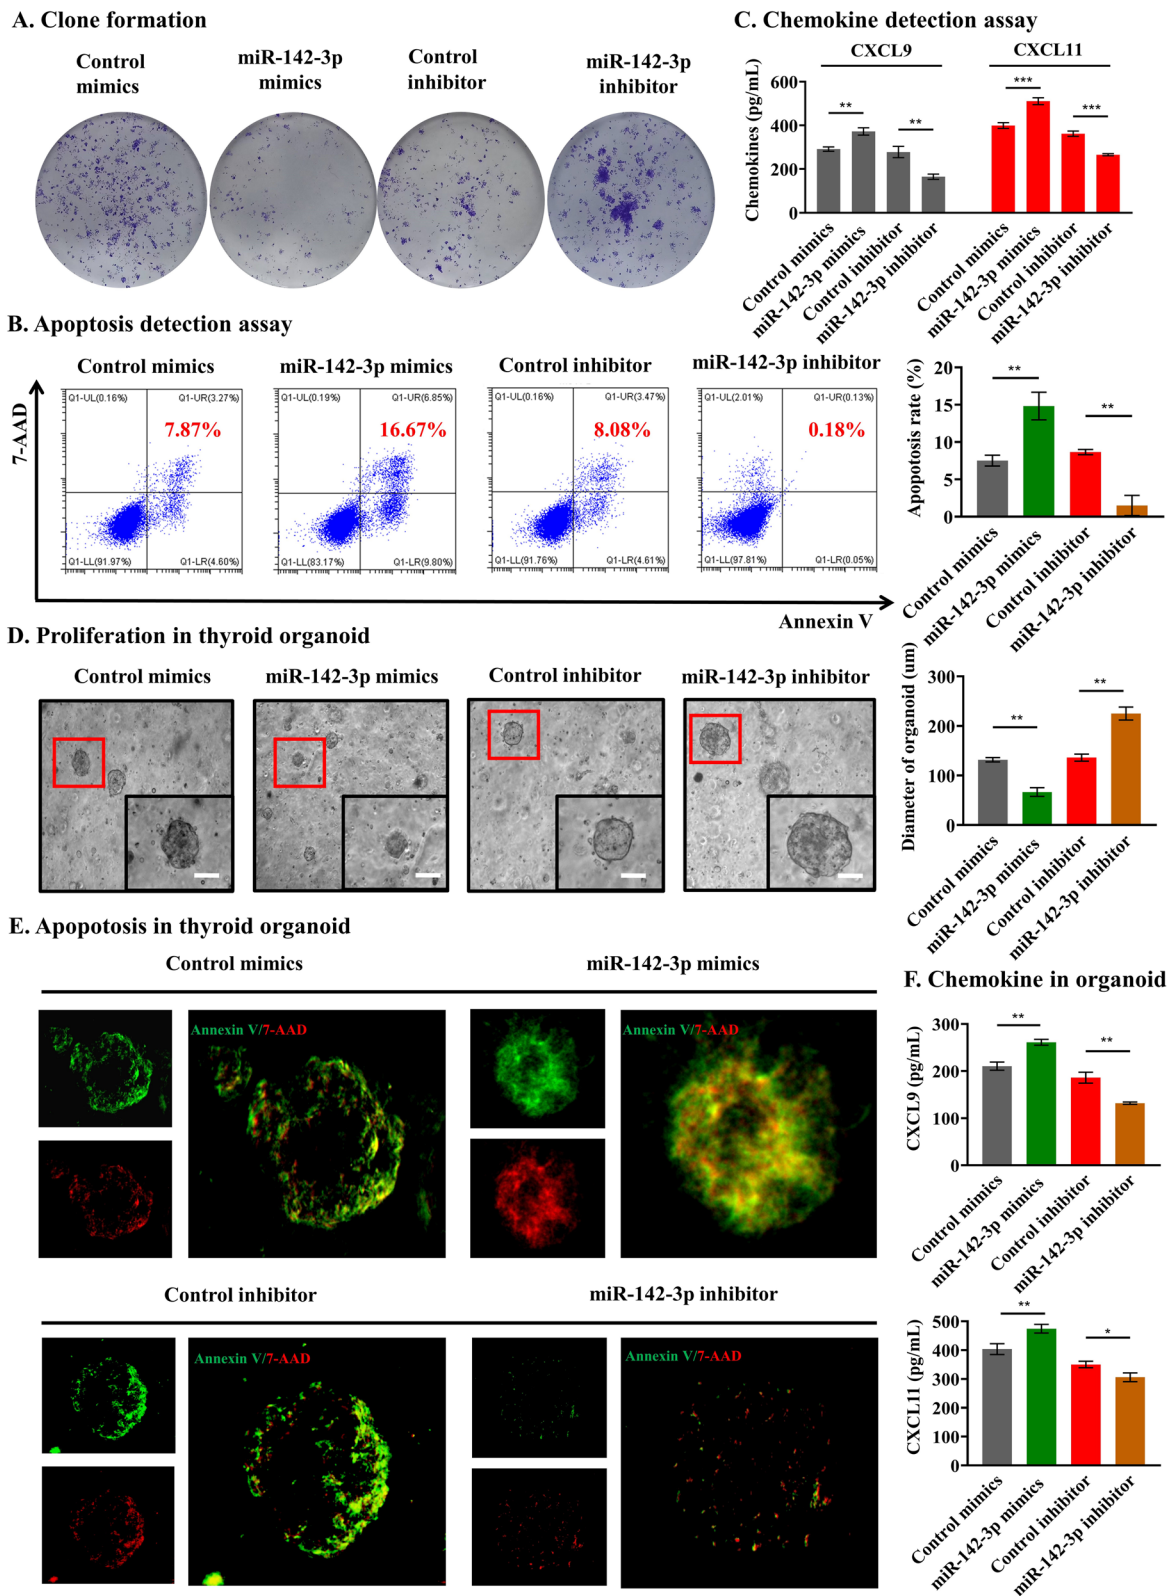 A. Clone formation
Control
mimics
miR-142-3p
mimics
Control
inhibitor
miR-142-3p
inhibitor
C. Chemokine detection assay
CXCL9
CXCL11
Chemokines (pg/mL)
600
400
200
0
**
**
***
***
Control mimics
miR-142-3p mimics
Control inhibitor
miR-142-3p inhibitor
Control mimics
miR-142-3p mimics
Control inhibitor
miR-142-3p inhibitor
B. Apoptosis detection assay
7-AAD
Annexin V
Control mimics
Q1-UL(0.16%)
Q1-UR(3.27%)
7.87%
Q1-LL(91.97%)
Q1-LR(4.60%)
miR-142-3p mimics
Q1-UL(0.19%)
Q1-UR(6.85%)
16.67%
Q1-LL(83.17%)
Q1-LR(9.80%)
Control inhibitor
Q1-UL(0.16%)
Q1-UR(3.47%)
8.08%
Q1-LL(91.76%)
Q1-LR(4.61%)
miR-142-3p inhibitor
Q1-UL(2.01%)
Q1-UR(0.13%)
0.18%
Q1-LL(97.81%)
Q1-LR(0.05%)
Apopotosis rate (%)
20
15
10
5
0
**
**
Control mimics
miR-142-3p mimics
Control inhibitor
miR-142-3p inhibitor
D. Proliferation in thyroid organoid
Control mimics
miR-142-3p mimics
Control inhibitor
miR-142-3p inhibitor
Diameter of organoid (um)
300
200
100
0
**
**
Control mimics
miR-142-3p mimics
Control inhibitor
miR-142-3p inhibitor
E. Apopotosis in thyroid organoid
Control mimics
miR-142-3p mimics
Annexin V/7-AAD
Annexin V/7-AAD
Control inhibitor
miR-142-3p inhibitor
Annexin V/7-AAD
Annexin V/7-AAD
F. Chemokine in organoid
CXCL9 (pg/mL)
300
200
100
0
**
**
Control mimics
miR-142-3p mimics
Control inhibitor
miR-142-3p inhibitor
CXCL11 (pg/mL)
500
400
300
200
100
0
**
*
Control mimics
miR-142-3p mimics
Control inhibitor
miR-142-3p inhibitor